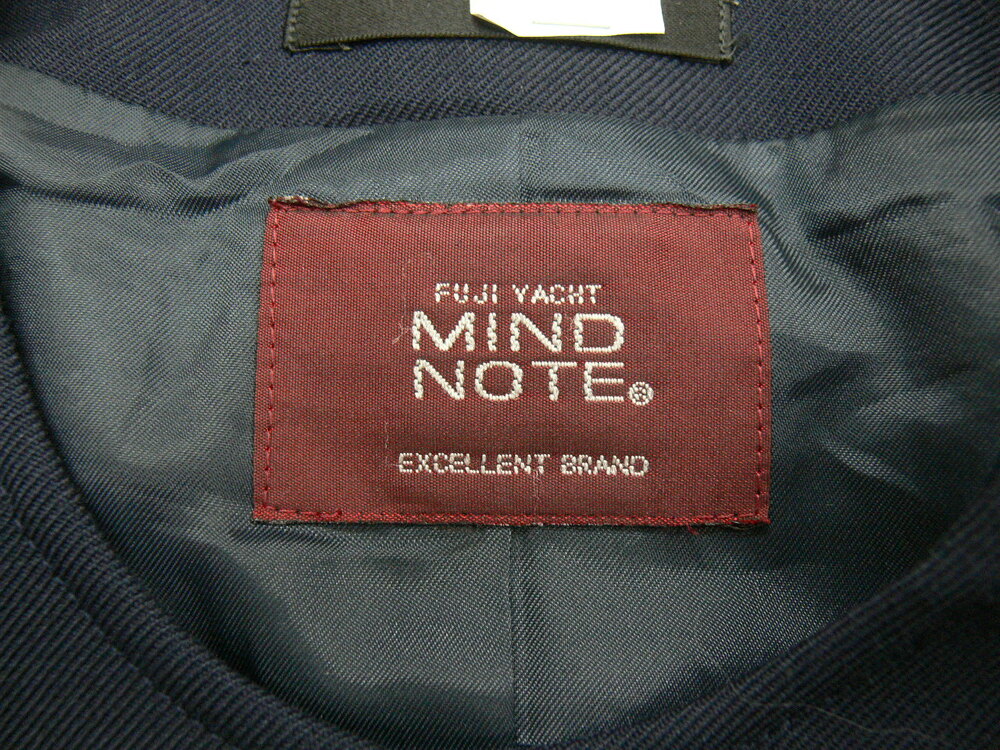 FUJI YACHT
MIND
NOTE®
EXCELLENT BRAND